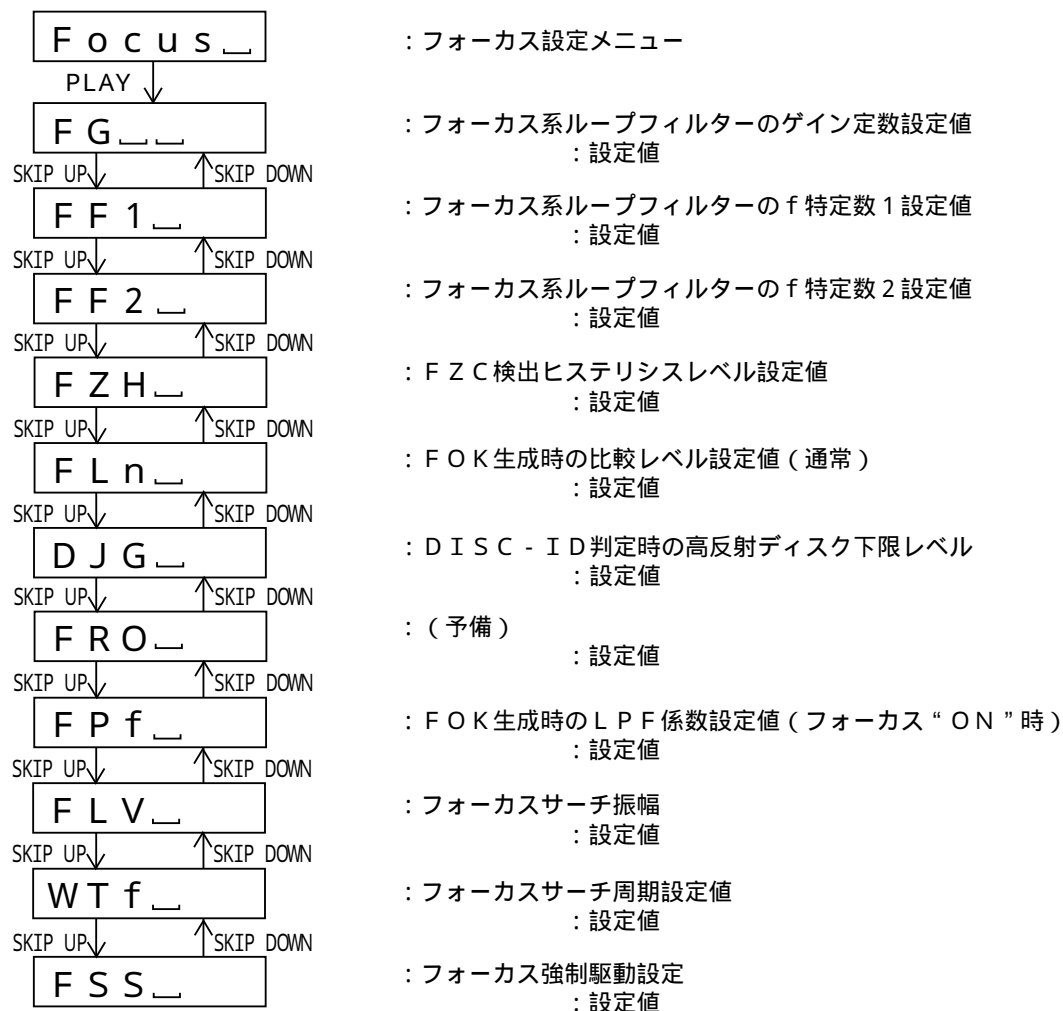 Focus⎵ :フォーカス設定メニュー
PLAY
FG⎵⎵ :フォーカス系ループフィルターのゲイン定数設定値
:設定値
SKIP UP SKIP DOWN
FF1⎵ :フォーカス系ループフィルターのf特定数1設定値
:設定値
SKIP UP SKIP DOWN
FF2⎵ :フォーカス系ループフィルターのf特定数2設定値
:設定値
SKIP UP SKIP DOWN
FZH⎵ :FZC検出ヒステリシスレベル設定値
:設定値
SKIP UP SKIP DOWN
FLn⎵ :FOK生成時の比較レベル設定値(通常)
:設定値
SKIP UP SKIP DOWN
DJG⎵ :DISC-ID判定時の高反射ディスク下限レベル
:設定値
SKIP UP SKIP DOWN
FRO⎵ :(予備)
:設定値
SKIP UP SKIP DOWN
FPf⎵ :FOK生成時のLPF係数設定値(フォーカス“ON”時)
:設定値
SKIP UP SKIP DOWN
FLV⎵ :フォーカスサーチ振幅
:設定値
SKIP UP SKIP DOWN
WTf⎵ :フォーカスサーチ周期設定値
:設定値
SKIP UP SKIP DOWN
FSS⎵ :フォーカス強制駆動設定
:設定値